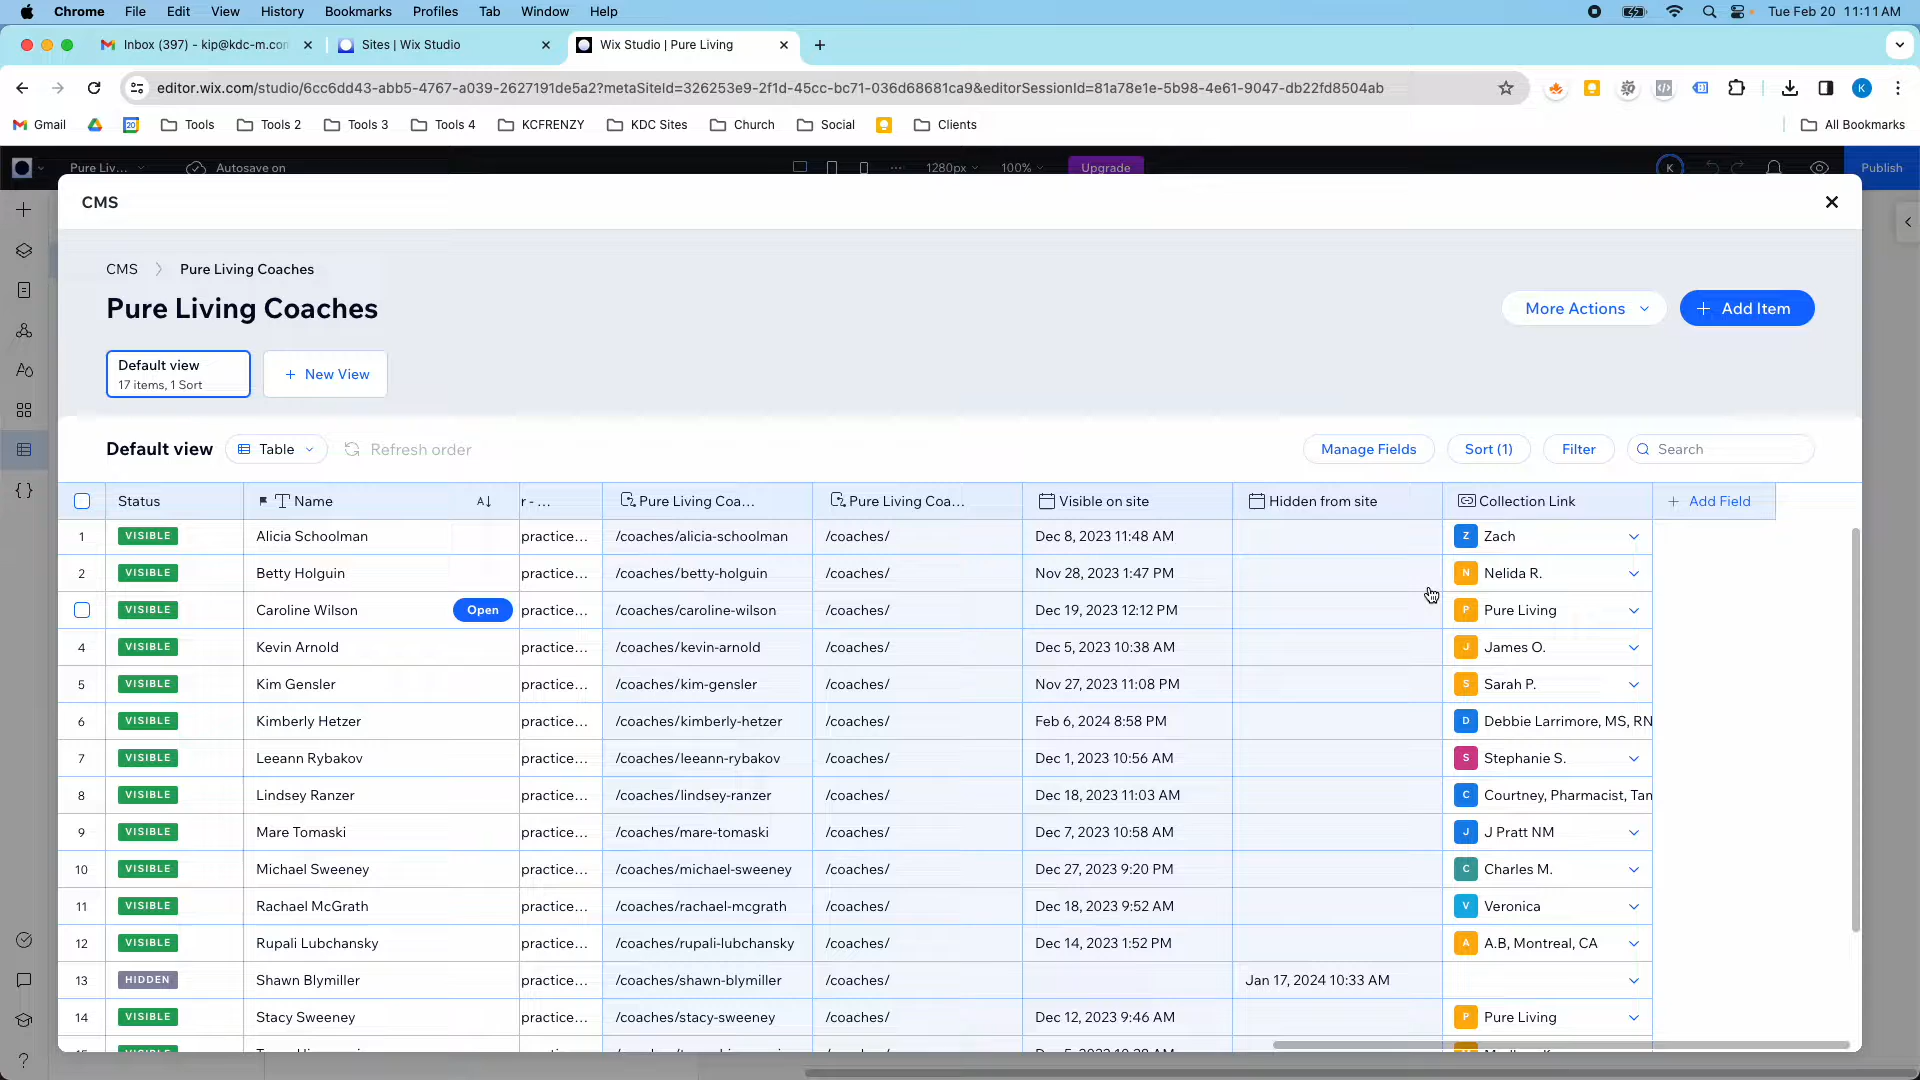 Chrome File Edit View History Bookmarks Profiles Tab Window Help Tue Feb 20 11:11 AM
Inbox (397) - kip@kdc-m.con Sites | Wix Studio Wix Studio | Pure Living
editor.wix.com/studio/6cc6dd43-abb5-4767-a039-2627191de5a2?metaSiteId=326253e9-2f1d-45cc-bc71-036d68681ca9&editorSessionId=81a78e1e-5b98-4e61-9047-db22fd8504ab K
Gmail 20 Tools Tools 2 Tools 3 Tools 4 KCFRENZY KDC Sites Church Social Clients All Bookmarks
Pure Liv... Autosave on 1280px 100% Upgrade K Publish
CMS
CMS Pure Living Coaches
Pure Living Coaches More Actions + Add Item
Default view
17 items, 1 Sort
+ New View
Default view Table Refresh order Manage Fields Sort (1) Filter Search
Status Name r - ... Pure Living Coa... Pure Living Coa... Visible on site Hidden from site Collection Link + Add Field
1 VISIBLE Alicia Schoolman practice... /coaches/alicia-schoolman /coaches/ Dec 8, 2023 11:48 AM Z Zach
2 VISIBLE Betty Holguin practice... /coaches/betty-holguin /coaches/ Nov 28, 2023 1:47 PM N Nelida R.
VISIBLE Caroline Wilson Open practice... /coaches/caroline-wilson /coaches/ Dec 19, 2023 12:12 PM P Pure Living
4 VISIBLE Kevin Arnold practice... /coaches/kevin-arnold /coaches/ Dec 5, 2023 10:38 AM J James O.
5 VISIBLE Kim Gensler practice... /coaches/kim-gensler /coaches/ Nov 27, 2023 11:08 PM S Sarah P.
6 VISIBLE Kimberly Hetzer practice... /coaches/kimberly-hetzer /coaches/ Feb 6, 2024 8:58 PM D Debbie Larrimore, MS, RN
7 VISIBLE Leeann Rybakov practice... /coaches/leeann-rybakov /coaches/ Dec 1, 2023 10:56 AM S Stephanie S.
8 VISIBLE Lindsey Ranzer practice... /coaches/lindsey-ranzer /coaches/ Dec 18, 2023 11:03 AM C Courtney, Pharmacist, Tan
9 VISIBLE Mare Tomaski practice... /coaches/mare-tomaski /coaches/ Dec 7, 2023 10:58 AM J J Pratt NM
10 VISIBLE Michael Sweeney practice... /coaches/michael-sweeney /coaches/ Dec 27, 2023 9:20 PM C Charles M.
11 VISIBLE Rachael McGrath practice... /coaches/rachael-mcgrath /coaches/ Dec 18, 2023 9:52 AM V Veronica
12 VISIBLE Rupali Lubchansky practice... /coaches/rupali-lubchansky /coaches/ Dec 14, 2023 1:52 PM A A.B, Montreal, CA
13 HIDDEN Shawn Blymiller practice... /coaches/shawn-blymiller /coaches/ Jan 17, 2024 10:33 AM
14 VISIBLE Stacy Sweeney practice... /coaches/stacy-sweeney /coaches/ Dec 12, 2023 9:46 AM P Pure Living